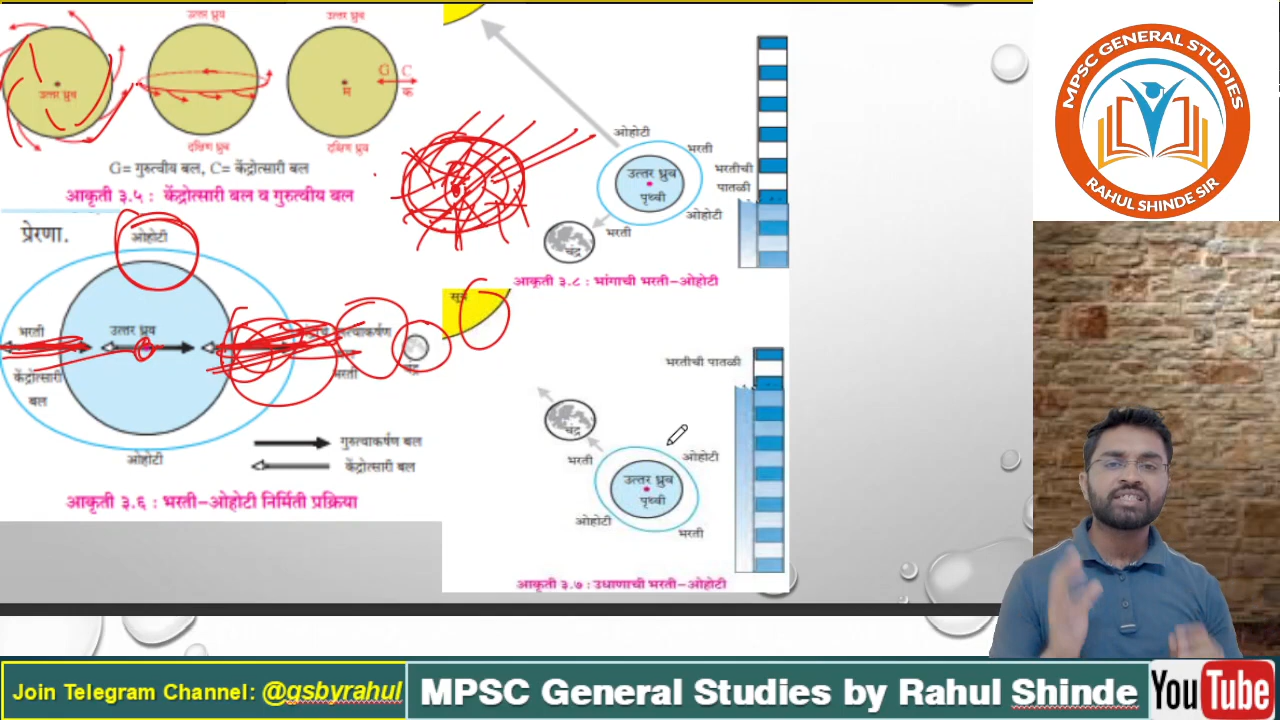 उत्तर ध्रुव
उत्तर ध्रुव
उत्तर ध्रुव
G C
म क
दक्षिण ध्रुव
दक्षिण ध्रुव
G= गुरुत्वीय बल, C= केंद्रोत्सारी बल
आकृती ३.५ : केंद्रोत्सारी बल व गुरुत्वीय बल
प्रेरणा.
ओहोटी
भरती
उत्तर ध्रुव
केंद्रोत्सारी
बल
भरती
ओहोटी
गुरुत्वाकर्षण बल
केंद्रोत्सारी बल
आकृती ३.६ : भरती-ओहोटी निर्मिती प्रक्रिया
ओहोटी
भरती
उत्तर ध्रुव
पृथ्वी
भरतीची
पातळी
ओहोटी
भरती
चंद्र
आकृती ३.८ : भांगाची भरती-ओहोटी
सूर्य
भरतीची पातळी
चंद्र
भरती
ओहोटी
उत्तर ध्रुव
पृथ्वी
ओहोटी
भरती
आकृती ३.७ : उधाणाची भरती-ओहोटी
MPSC GENERAL STUDIES
RAHUL SHINDE SIR
Join Telegram Channel: @gsbyrahul
MPSC General Studies by Rahul Shinde
YouTube